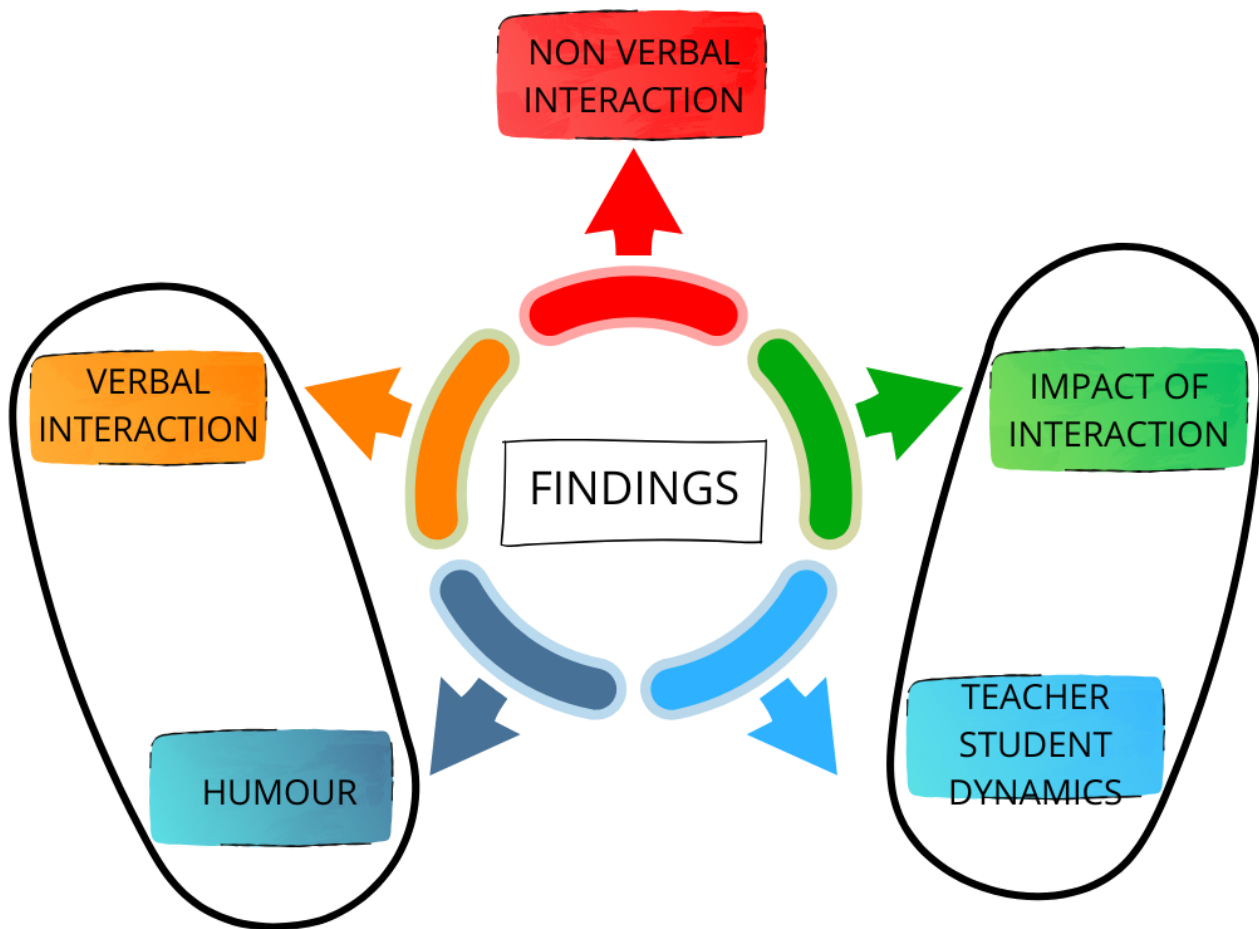 NON VERBAL
INTERACTION
VERBAL
INTERACTION
IMPACT OF
INTERACTION
FINDINGS
TEACHER
STUDENT
DYNAMICS
HUMOUR